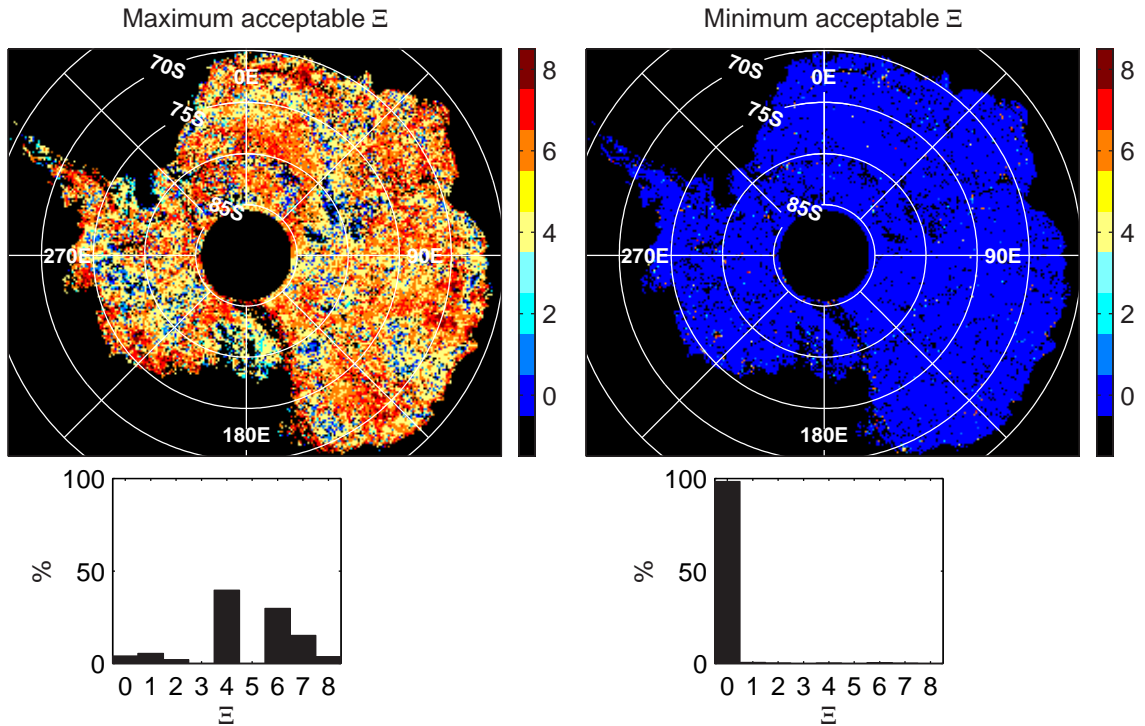 Maximum acceptable Ξ
70S
0E
75S
85S
270E
90E
180E
8
6
4
2
0
Minimum acceptable Ξ
70S
0E
75S
85S
270E
90E
180E
8
6
4
2
0
100
50
0
%
0 1 2 3 4 5 6 7 8
Ξ
100
50
0
%
0 1 2 3 4 5 6 7 8
Ξ